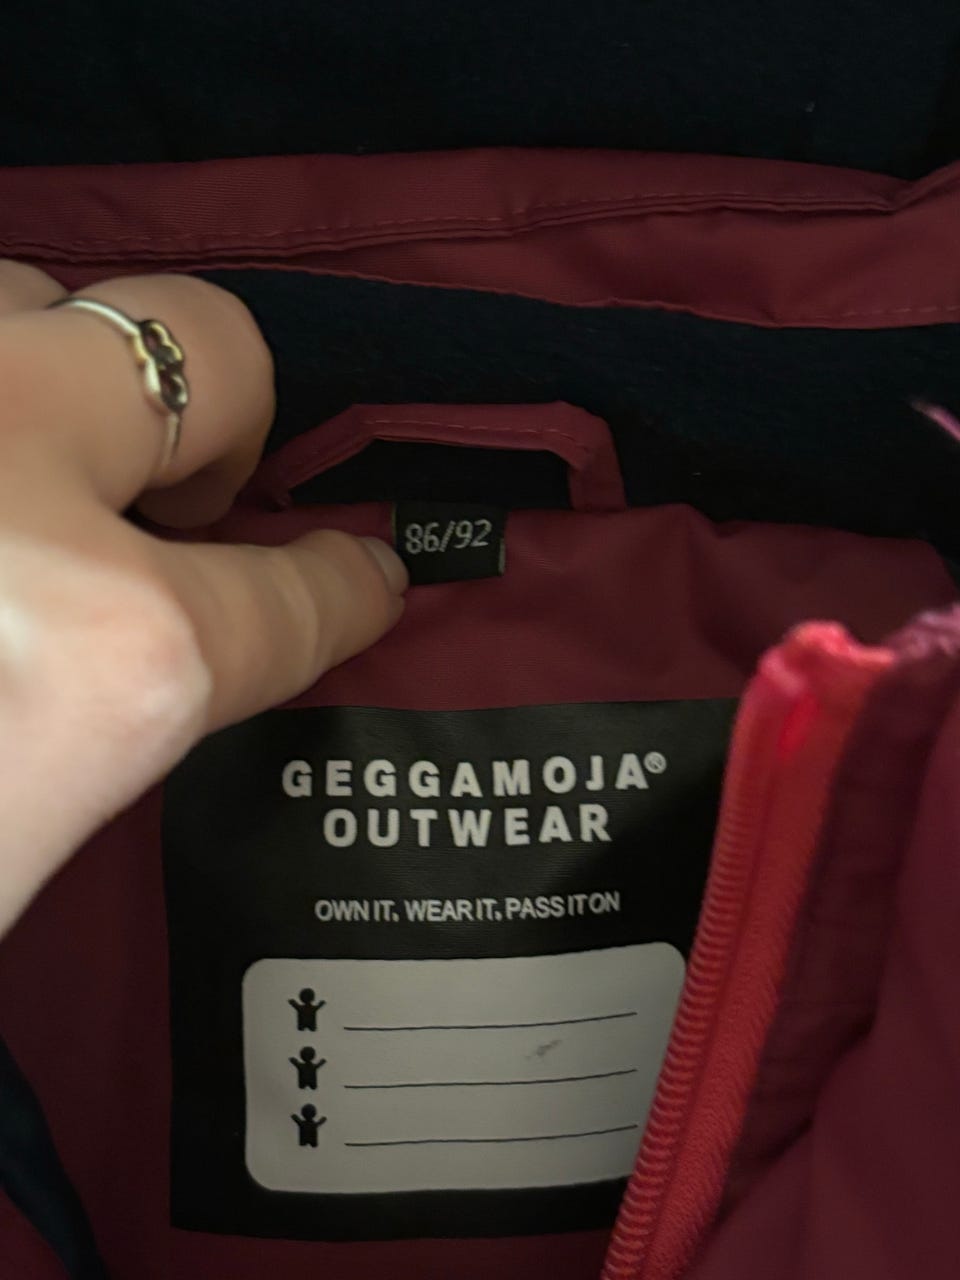 86/92
GEGGAMOJA®
OUTWEAR
OWN IT, WEAR IT, PASS IT ON